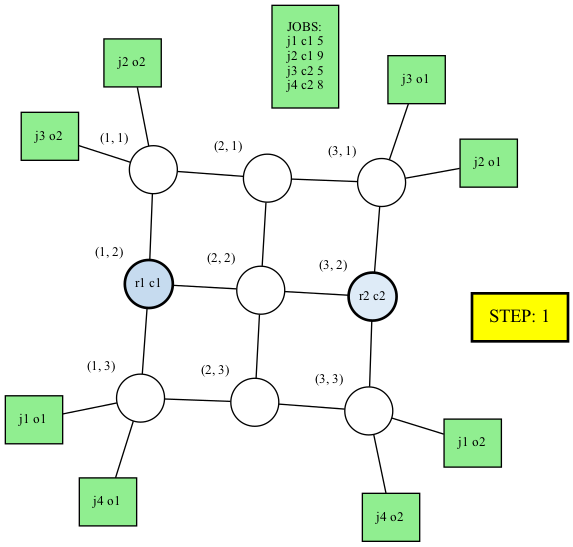 JOBS:
j1 c1 5
j2 c1 9
j3 c2 5
j4 c2 8
j2 o2
j3 o1
j3 o2
(1, 1)
(2, 1)
(3, 1)
j2 o1
(1, 2)
(2, 2)
(3, 2)
r1 c1
r2 c2
STEP: 1
(1, 3)
(2, 3)
(3, 3)
j1 o1
j1 o2
j4 o1
j4 o2